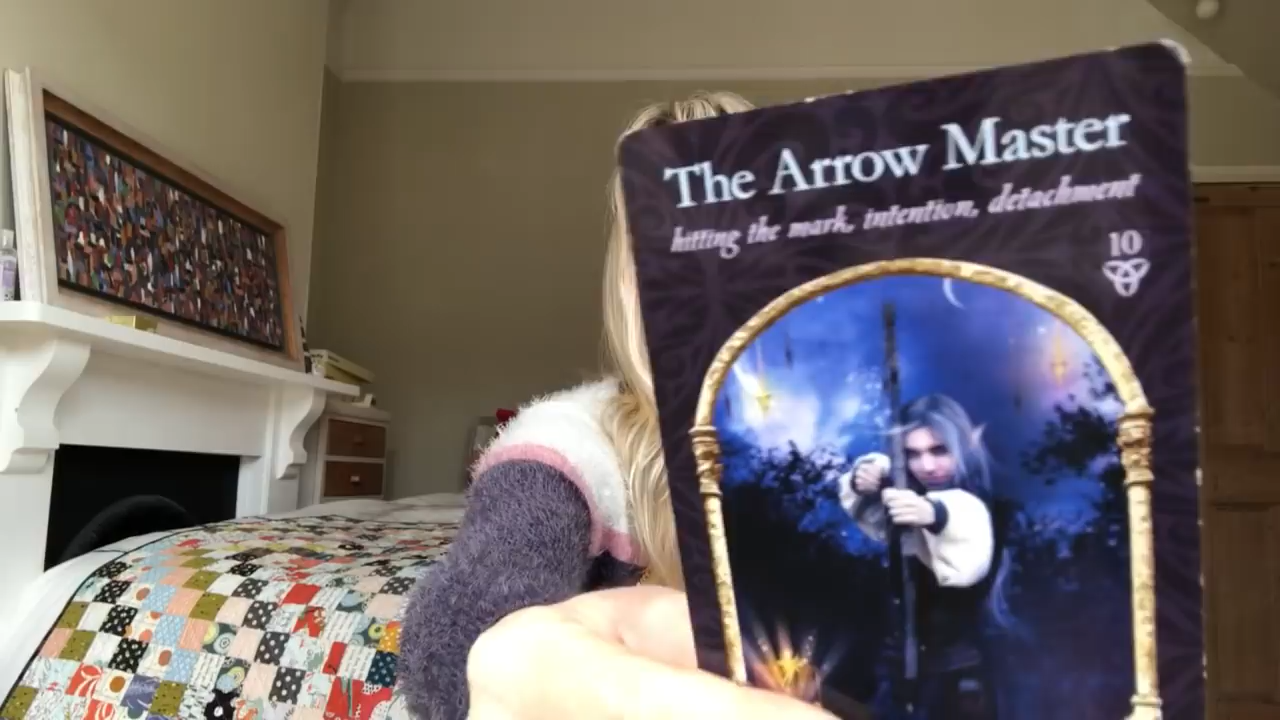 The Arrow Master
hitting the mark, intention, detachment
10